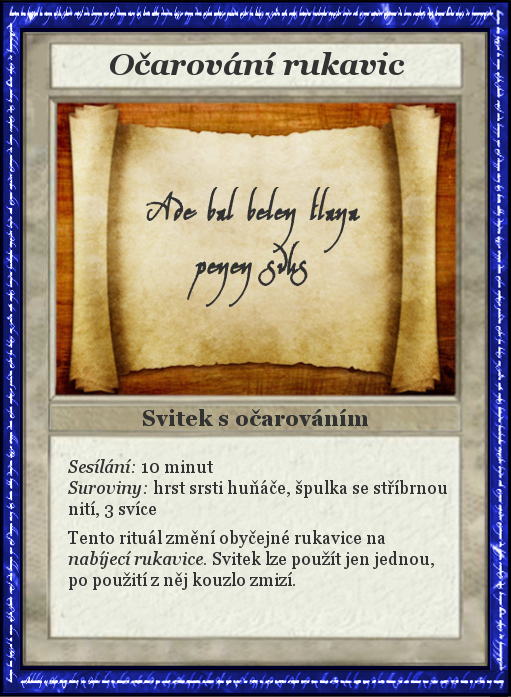 Očarování rukavic
Ade bal beley tlaya
peyey
Svitek s očarováním
Sesílání: 10 minut
Suroviny: hrst srsti huňáče, špulka se stříbrnou
nití, 3 svíce
Tento rituál změní obyčejné rukavice na
nabíjecí rukavice. Svitek lze použít jen jednou,
po použití z něj kouzlo zmizí.